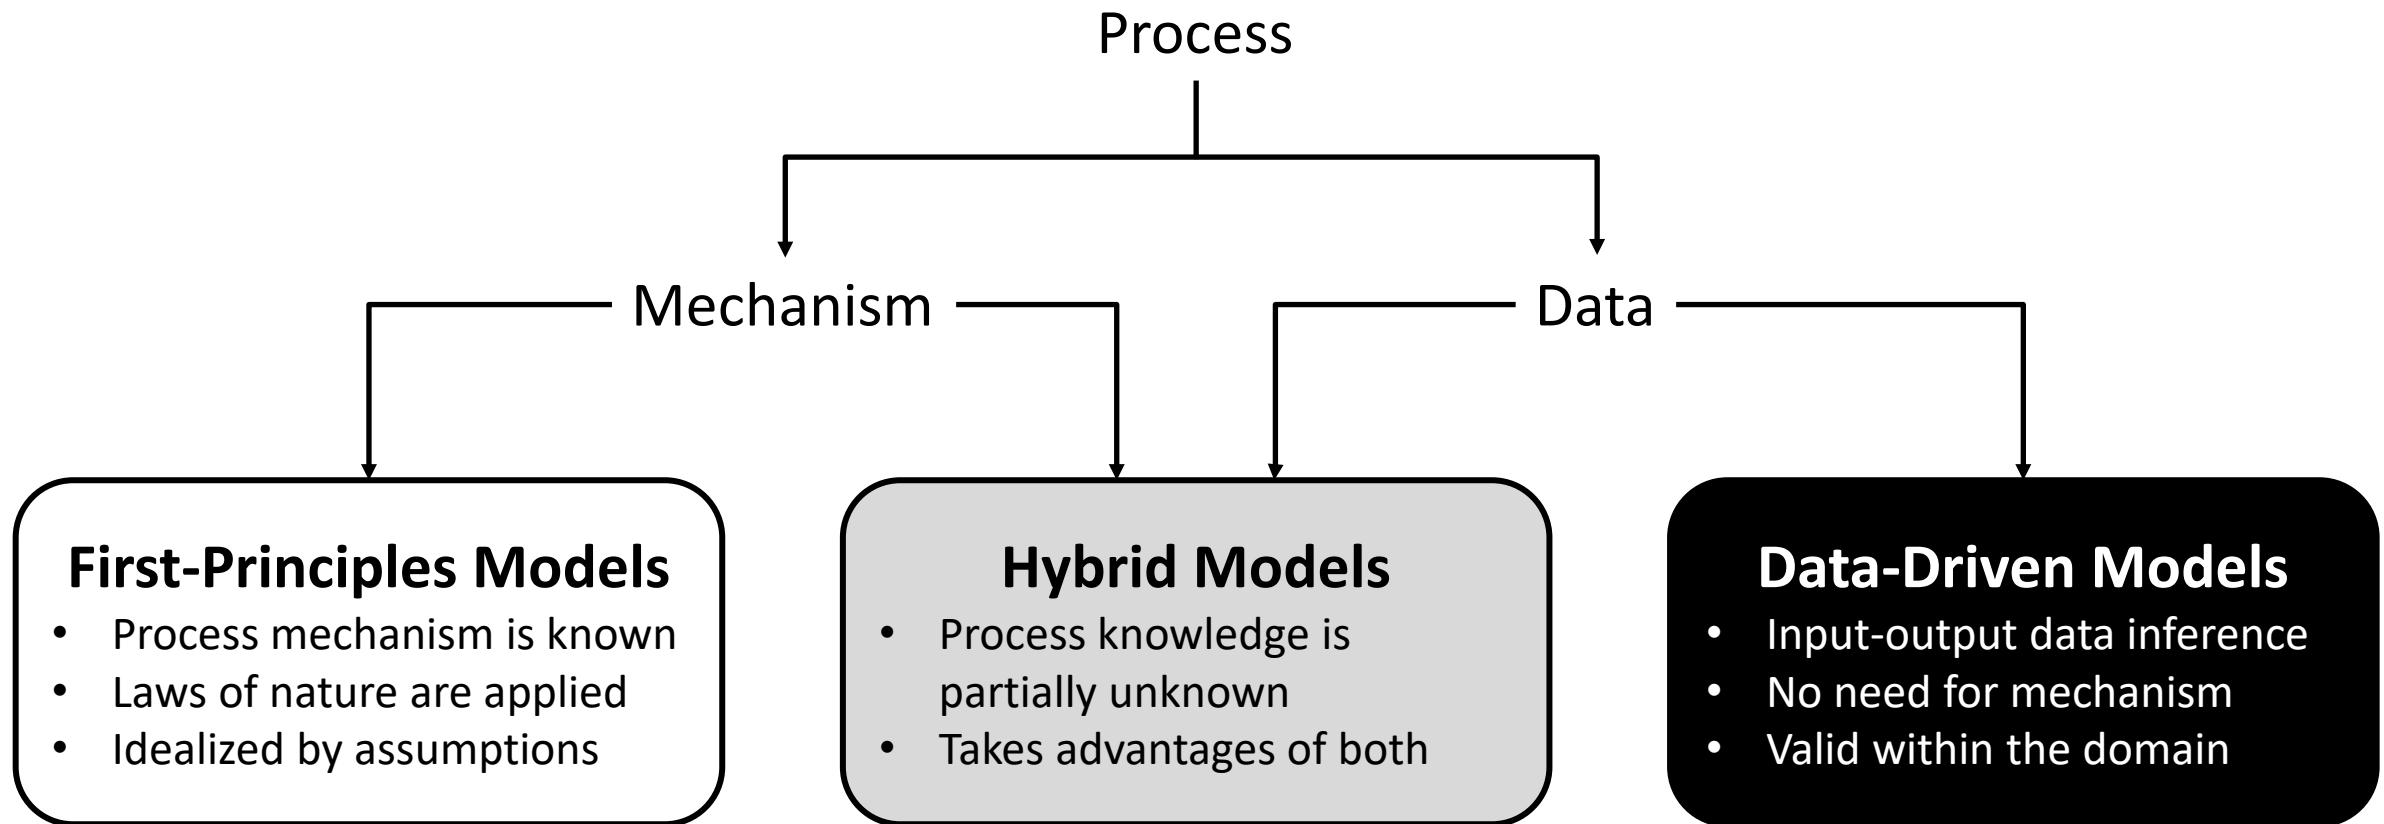 Process
Mechanism
Data
First-Principles Models
• Process mechanism is known
• Laws of nature are applied
• Idealized by assumptions
Hybrid Models
• Process knowledge is
partially unknown
• Takes advantages of both
Data-Driven Models
• Input-output data inference
• No need for mechanism
• Valid within the domain